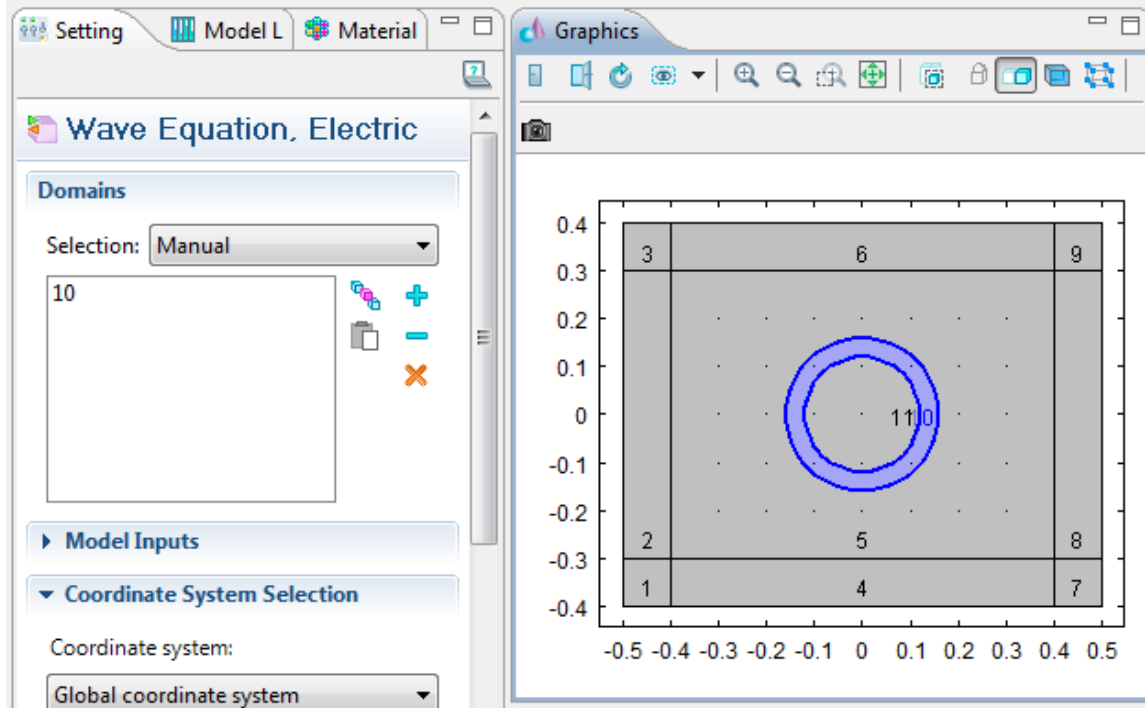 Setting Model L Material
Wave Equation, Electric
Domains
Selection: Manual
10
Model Inputs
Coordinate System Selection
Coordinate system:
Global coordinate system
Graphics
0.4
0.3
0.2
0.1
0
-0.1
-0.2
-0.3
-0.4
3 6 9
11 10
2 5 8
1 4 7
-0.5 -0.4 -0.3 -0.2 -0.1 0 0.1 0.2 0.3 0.4 0.5